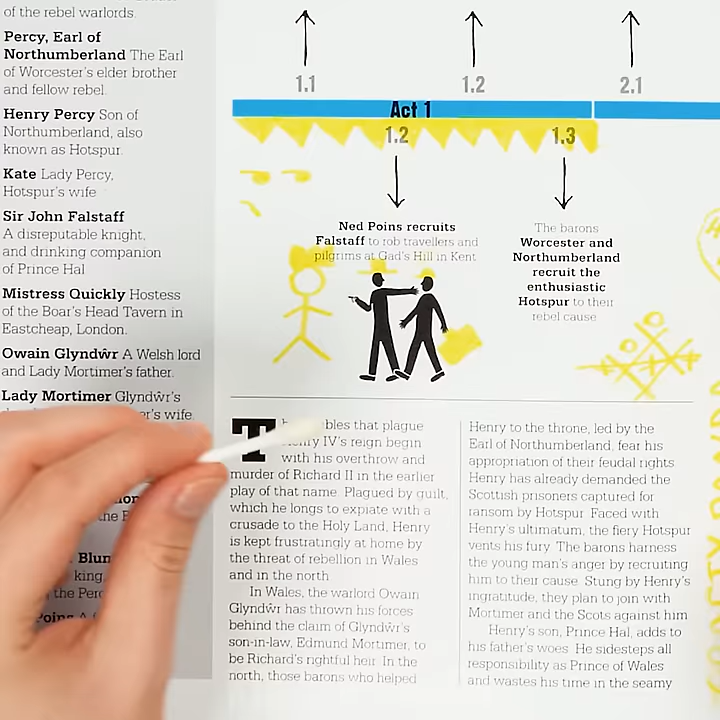 of the rebel warlords.
Percy, Earl of
Northumberland The Earl
of Worcester's elder brother
and fellow rebel.
Henry Percy Son of
Northumberland, also
known as Hotspur.
Kate Lady Percy,
Hotspur's wife
Sir John Falstaff
A disreputable knight,
and drinking companion
of Prince Hal
Mistress Quickly Hostess
of the Boar's Head Tavern in
Eastcheap, London.
Owain Glyndŵr A Welsh lord
and Lady Mortimer's father.
Lady Mortimer Glyndŵr's
wife.
the
Blun
king
the Perc
Poins A
1.1 1.2 2.1
Act 1
1.2 1.3
Ned Poins recruits
Falstaff to rob travellers and
pilgrims at Gad's Hill in Kent
The barons
Worcester and
Northumberland
recruit the
enthusiastic
Hotspur to their
rebel cause
T bles that plague
Henry IV's reign begin
with his overthrow and
murder of Richard II in the earlier
play of that name. Plagued by guilt,
which he longs to expiate with a
crusade to the Holy Land, Henry
is kept frustratingly at home by
the threat of rebellion in Wales
and in the north.
In Wales, the warlord Owain
Glyndŵr has thrown his forces
behind the claim of Glyndŵr's
son-in-law, Edmund Mortimer, to
be Richard's rightful heir. In the
north, those barons who helped
Henry to the throne, led by the
Earl of Northumberland, fear his
appropriation of their feudal rights
Henry has already demanded the
Scottish prisoners captured for
ransom by Hotspur. Faced with
Henry's ultimatum, the fiery Hotspur
vents his fury. The barons harness
the young man's anger by recruiting
him to their cause. Stung by Henry's
ingratitude, they plan to join with
Mortimer and the Scots against him
Henry's son, Prince Hal, adds to
his father's woes. He sidesteps all
responsibility as Prince of Wales
and wastes his time in the seamy